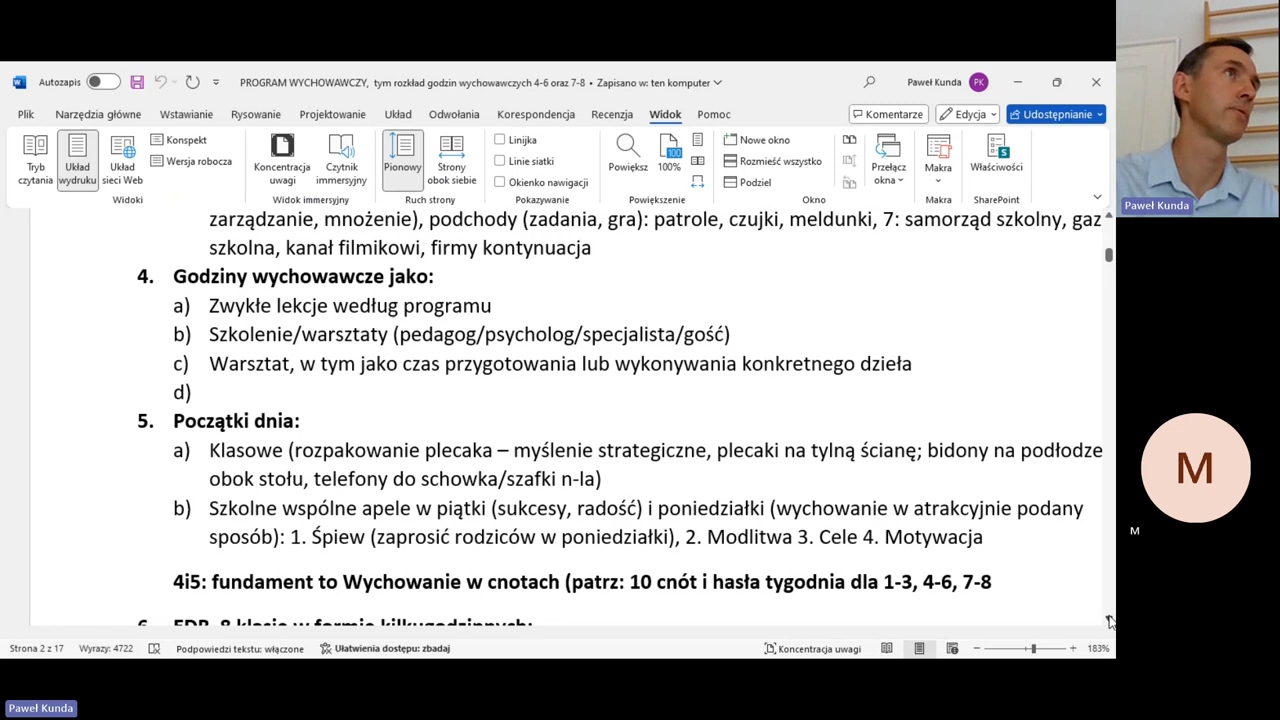 Autozapis
PROGRAM WYCHOWAWCZY, tym rozkład godzin wychowawczych 4-6 oraz 7-8 • Zapisano w: ten komputer
Paweł Kunda
PK
Plik
Narzędzia główne
Wstawianie
Rysowanie
Projektowanie
Układ
Odwołania
Korespondencja
Recenzja
Widok
Pomoc
Komentarze
Edycja
Udostępnianie
Tryb czytania
Układ wydruku
Układ sieci Web
Konspekt
Wersja robocza
Widoki
Koncentracja uwagi
Czytnik immersyjny
Widok immersyjny
Pionowy
Strony obok siebie
Ruch strony
Linijka
Linie siatki
Okienko nawigacji
Pokazywanie
Powiększ
100
100%
Powiększenie
Nowe okno
Rozmieść wszystko
Podziel
Przełącz okna
Okno
Makra
Makra
Właściwości
SharePoint
zarządzanie, mnożenie), podchody (zadania, gra): patrole, czujki, meldunki, 7: samorząd szkolny, gaz
szkolna, kanał filmikowi, firmy kontynuacja
4. Godziny wychowawcze jako:
a) Zwykłe lekcje według programu
b) Szkolenie/warsztaty (pedagog/psycholog/specjalista/gość)
c) Warsztat, w tym jako czas przygotowania lub wykonywania konkretnego dzieła
d)
5. Początki dnia:
a) Klasowe (rozpakowanie plecaka – myślenie strategiczne, plecaki na tylną ścianę; bidony na podłodze
obok stołu, telefony do schowka/szafki n-la)
b) Szkolne wspólne apele w piątki (sukcesy, radość) i poniedziałki (wychowanie w atrakcyjnie podany
sposób): 1. Śpiew (zaprosić rodziców w poniedziałki), 2. Modlitwa 3. Cele 4. Motywacja
4i5: fundament to Wychowanie w cnotach (patrz: 10 cnót i hasła tygodnia dla 1-3, 4-6, 7-8
Strona 2 z 17
Wyrazy: 4722
Podpowiedzi tekstu: włączone
Ułatwienia dostępu: zbadaj
Koncentracja uwagi
183%
Paweł Kunda
M
M
Paweł Kunda